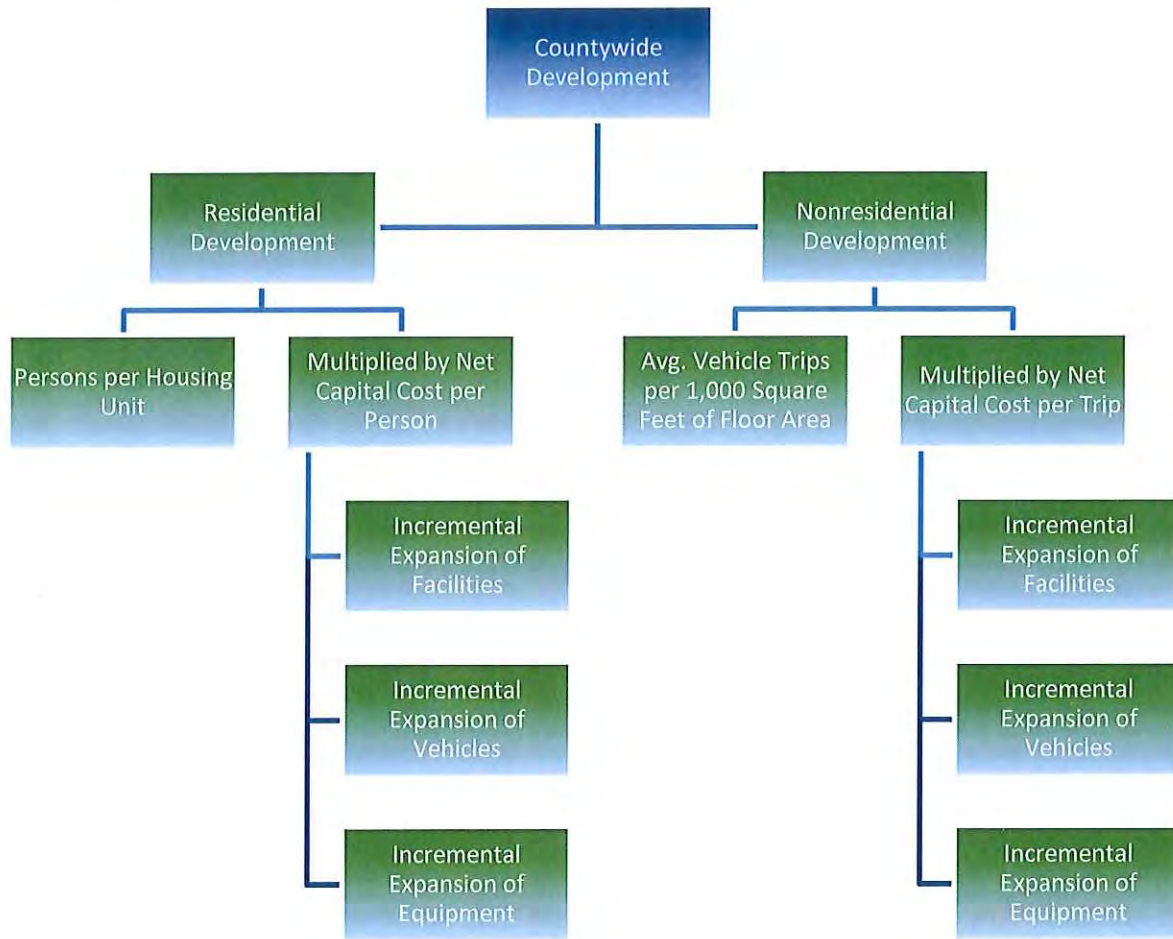 Countywide
Development
Residential
Development
Nonresidential
Development
Persons per Housing
Unit
Multiplied by Net
Capital Cost per
Person
Avg. Vehicle Trips
per 1,000 Square
Feet of Floor Area
Multiplied by Net
Capital Cost per Trip
Incremental
Expansion of
Facilities
Incremental
Expansion of
Vehicles
Incremental
Expansion of
Equipment
Incremental
Expansion of
Facilities
Incremental
Expansion of
Vehicles
Incremental
Expansion of
Equipment